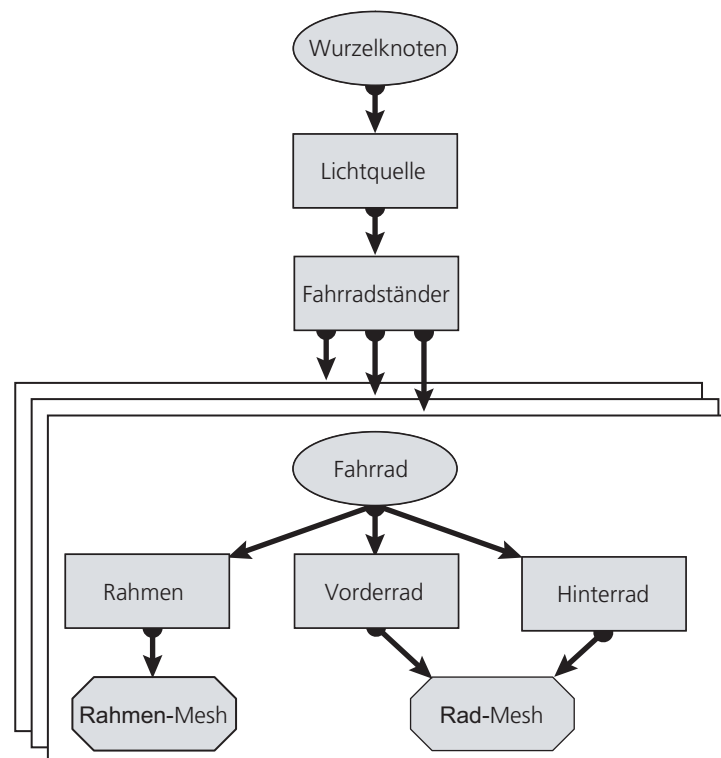 Wurzelknoten
Lichtquelle
Fahrradständer
Fahrrad
Rahmen
Vorderrad
Hinterrad
Rahmen-Mesh
Rad-Mesh